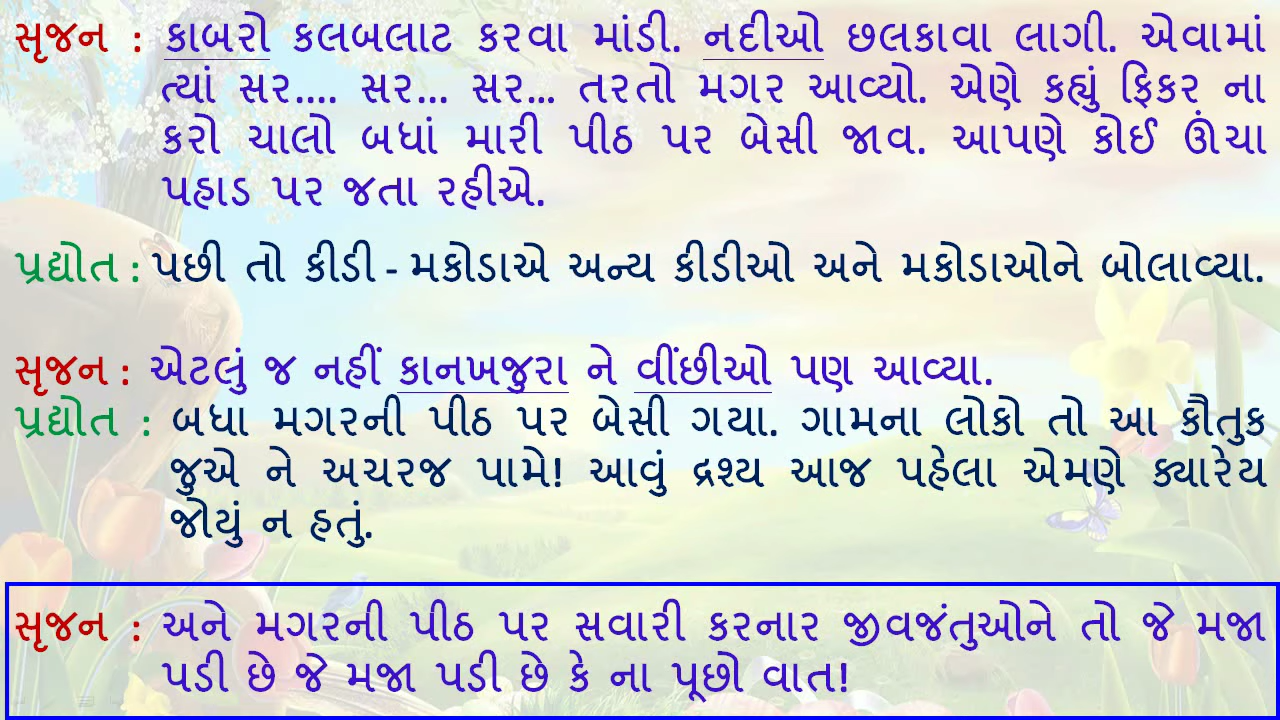 સૃજન : કાબરો કલબલાટ કરવા માંડી. નદીઓ છલકાવા લાગી. એવામાં
ત્યાં સર.... સર... સર... તરતો મગર આવ્યો. એણે કહ્યું ફિકર ના
કરો ચાલો બધાં મારી પીઠ પર બેસી જાવ. આપણે કોઈ ઊંચા
પહાડ પર જતા રહીએ.
પ્રદ્યોત : પછી તો કીડી - મકોડાએ અન્ય કીડીઓ અને મકોડાઓને બોલાવ્યા.
સૃજન : એટલું જ નહીં કાનખજુરા ને વીંછીઓ પણ આવ્યા.
પ્રદ્યોત : બધા મગરની પીઠ પર બેસી ગયા. ગામના લોકો તો આ કૌતુક
જુએ ને અચરજ પામે! આવું દ્રશ્ય આજ પહેલા એમણે ક્યારેય
જોયું ન હતું.
સૃજન : અને મગરની પીઠ પર સવારી કરનાર જીવજંતુઓને તો જે મજા
પડી છે જે મજા પડી છે કે ના પૂછો વાત!